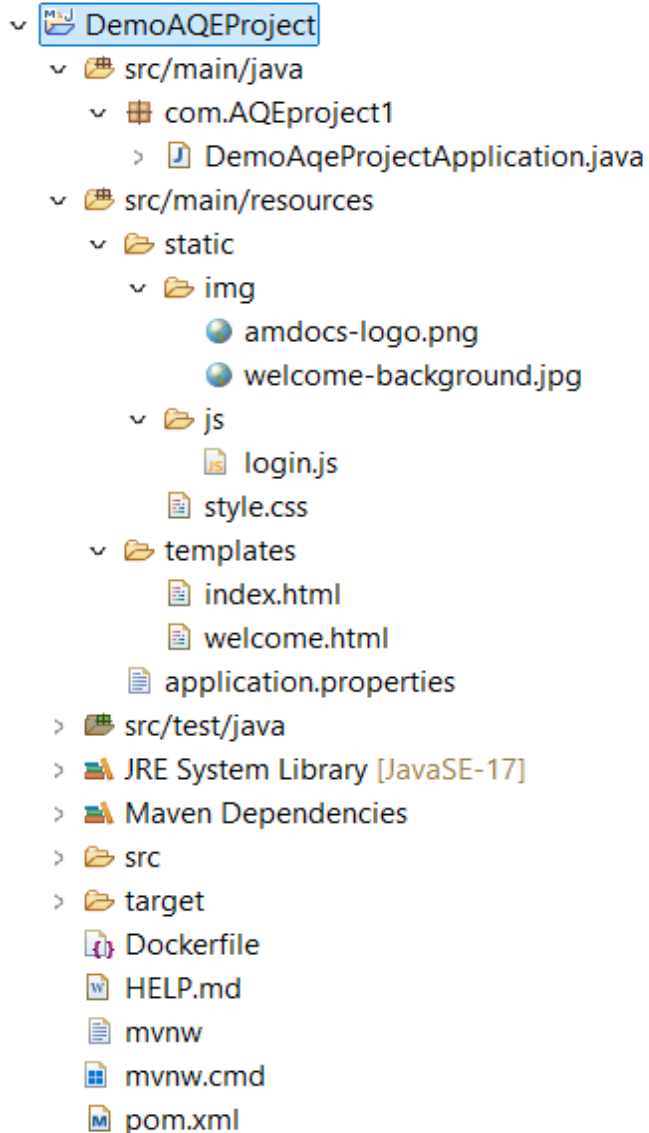 DemoAQEProject
src/main/java
com.AQEproject1
DemoAqeProjectApplication.java
src/main/resources
static
img
amdocs-logo.png
welcome-background.jpg
js
login.js
style.css
templates
index.html
welcome.html
application.properties
src/test/java
JRE System Library [JavaSE-17]
Maven Dependencies
src
target
Dockerfile
HELP.md
mvnw
mvnw.cmd
pom.xml